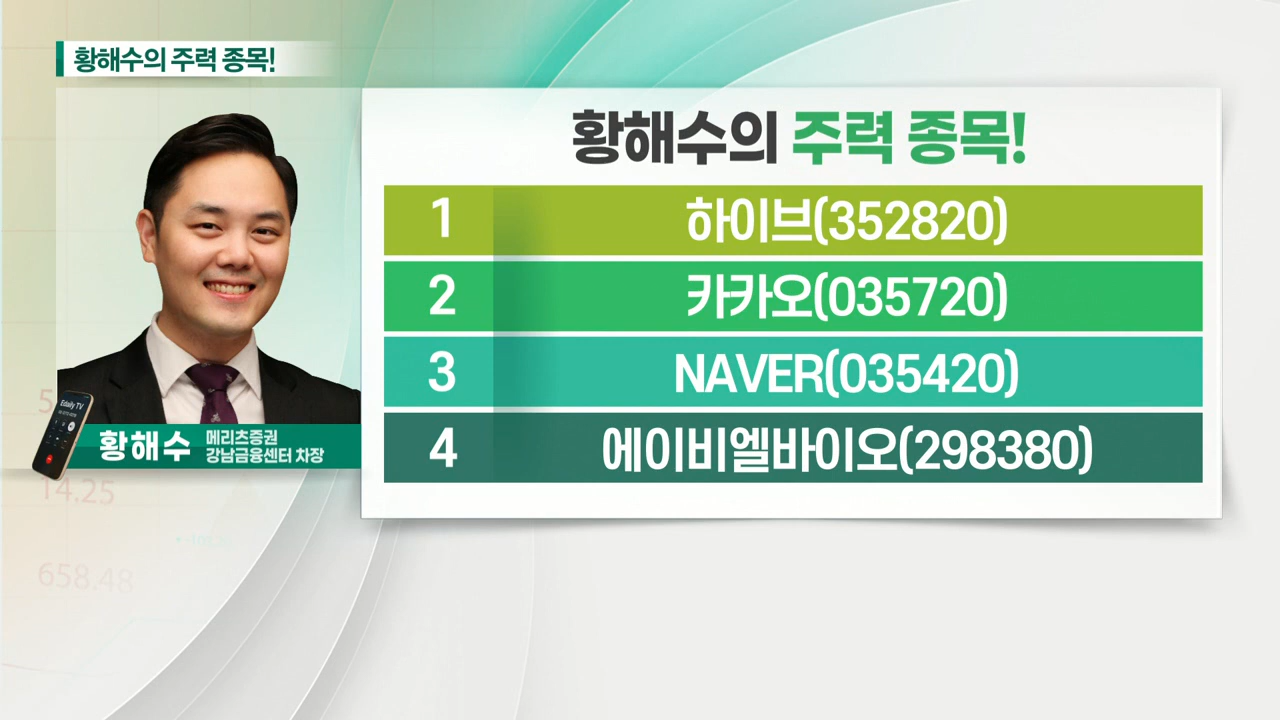 황해수의 주력 종목!
황해수의 주력 종목!
1 하이브(352820)
2 카카오(035720)
3 NAVER(035420)
4 에이비엘바이오(298380)
Edaily TV
황해수 메리츠증권
강남금융센터 차장
14.25
658.48